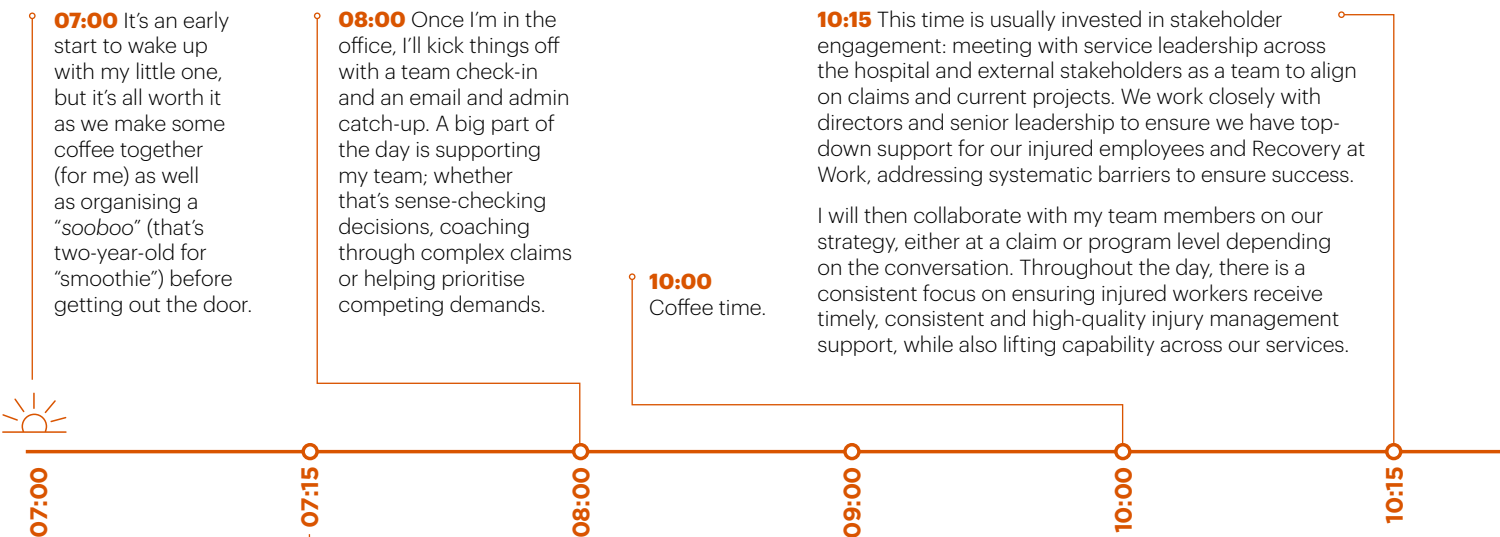 07:00 It's an early
start to wake up
with my little one,
but it's all worth it
as we make some
coffee together
(for me) as well
as organising a
“sooboo” (that's
two-year-old for
“smoothie”) before
getting out the door.
08:00 Once I'm in the
office, I'll kick things off
with a team check-in
and an email and admin
catch-up. A big part of
the day is supporting
my team; whether
that's sense-checking
decisions, coaching
through complex claims
or helping prioritise
competing demands.
10:00
Coffee time.
10:15 This time is usually invested in stakeholder
engagement: meeting with service leadership across
the hospital and external stakeholders as a team to align
on claims and current projects. We work closely with
directors and senior leadership to ensure we have top-
down support for our injured employees and Recovery at
Work, addressing systematic barriers to ensure success.
I will then collaborate with my team members on our
strategy, either at a claim or program level depending
on the conversation. Throughout the day, there is a
consistent focus on ensuring injured workers receive
timely, consistent and high-quality injury management
support, while also lifting capability across our services.
07:00
07:15
08:00
09:00
10:00
10:15